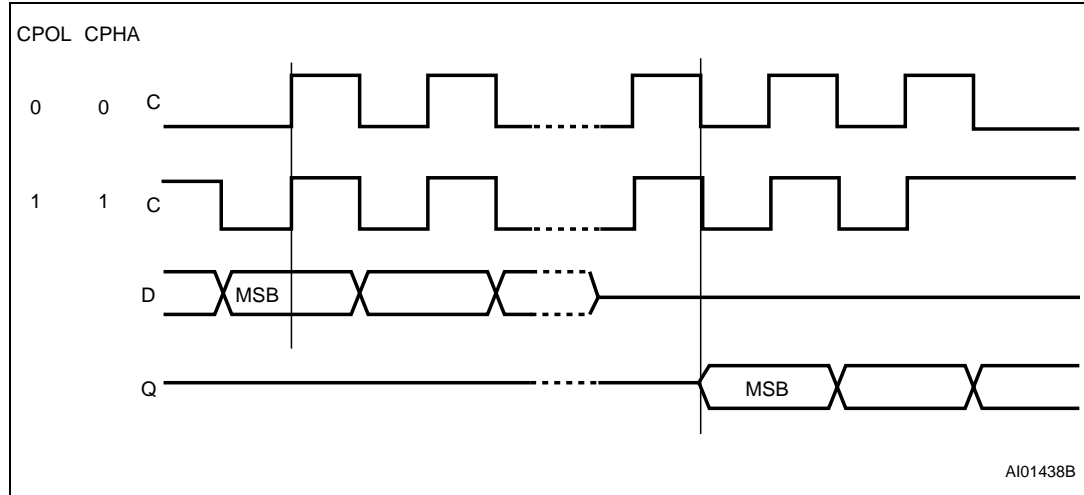 CPOL CPHA
0 0 C
1 1 C
D MSB
Q MSB
AI01438B